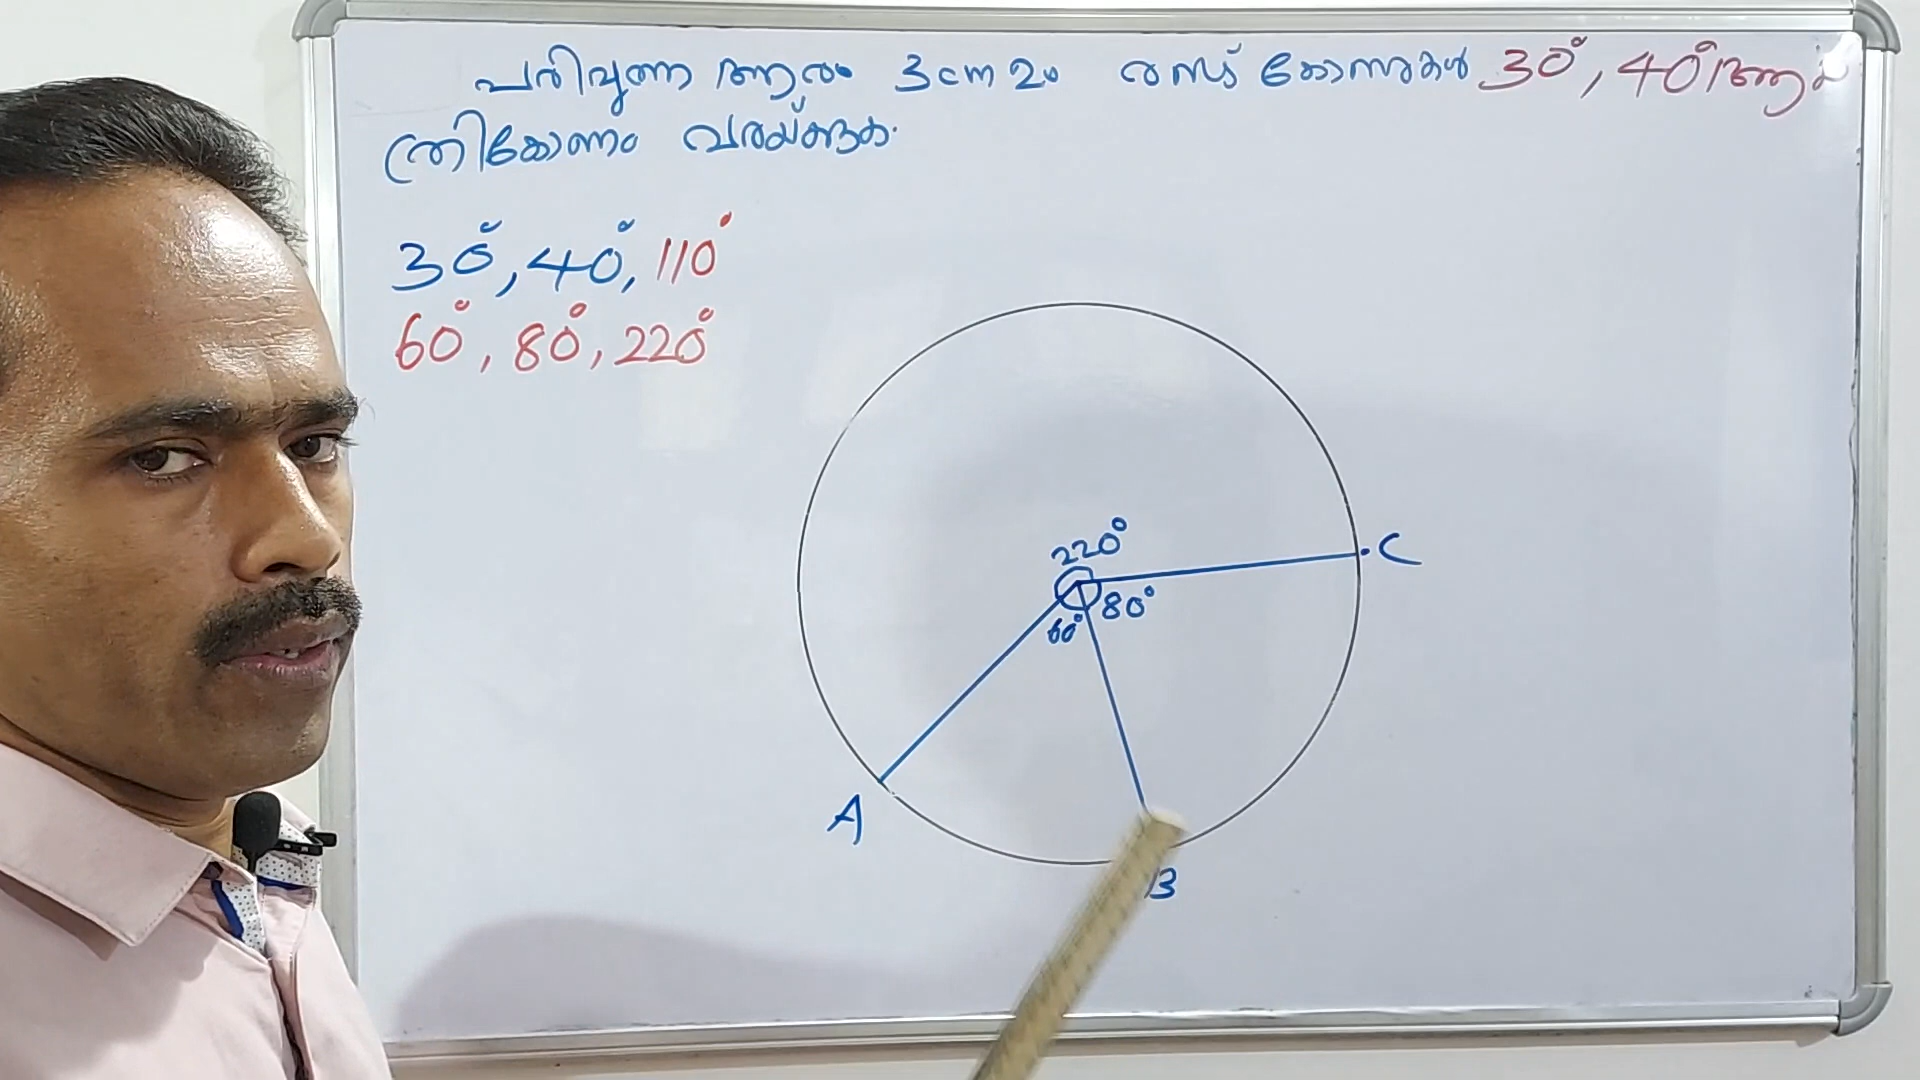 പരിവൃത്ത ആരം 3cm ഉം രണ്ട് കോണുകൾ 30°, 40° ആയ
ത്രികോണം വരയ്ക്കുക.
30°, 40°, 110°
60°, 80°, 220°
220°
C
80°
60°
A
B